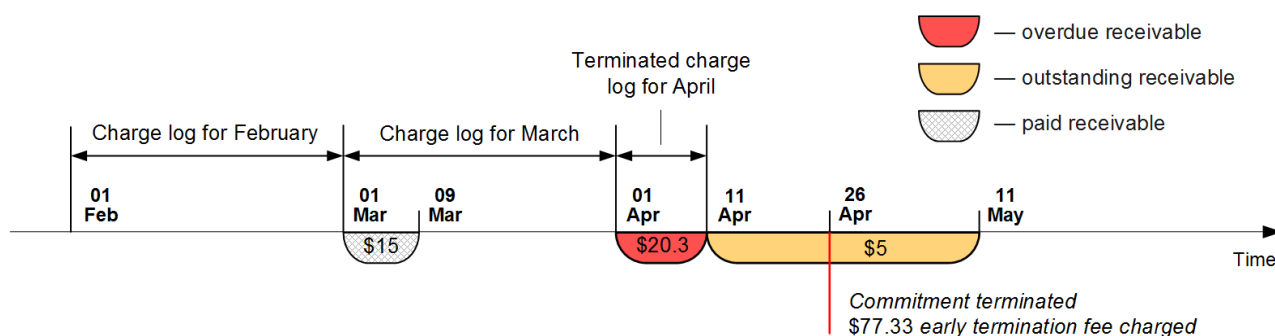 — overdue receivable
— outstanding receivable
— paid receivable
Terminated charge
log for April
Charge log for February
Charge log for March
01
Feb
01
Mar
09
Mar
01
Apr
11
Apr
26
Apr
11
May
$15
$20.3
$5
Time
Commitment terminated
$77.33 early termination fee charged